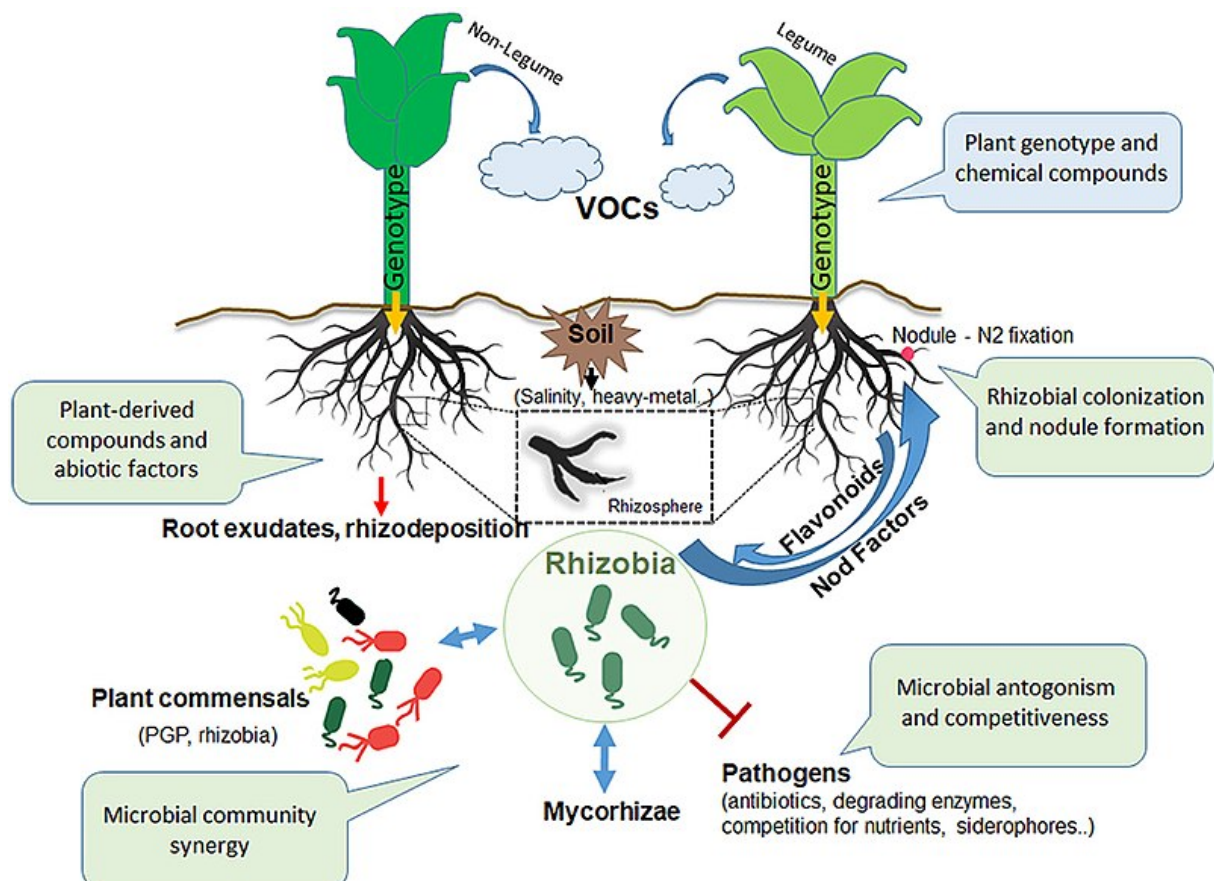 Non-Legume
Legume
Plant genotype and
chemical compounds
VOCs
Genotype
Genotype
Soil
(Salinity, heavy-metal..)
Nodule - N2 fixation
Rhizobial colonization
and nodule formation
Plant-derived
compounds and
abiotic factors
Rhizosphere
Flavonoids
Nod Factors
Root exudates, rhizodeposition
Rhizobia
Plant commensals
(PGP, rhizobia)
Microbial antogonism
and competitiveness
Pathogens
(antibiotics, degrading enzymes,
competition for nutrients, siderophores..)
Mycorhizae
Microbial community
synergy